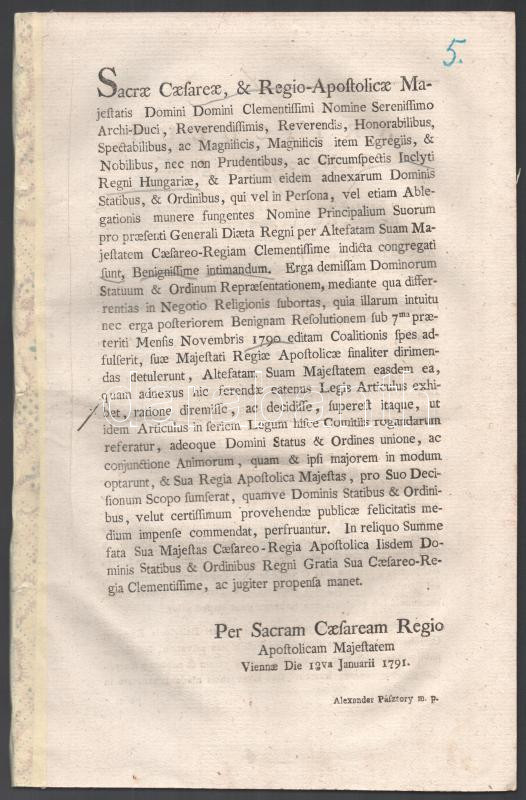 5.
Sacræ Cæſareæ, & Regio-Apoſtolicæ Ma-
jeſtatis Domini Domini Clementiſſimi Nomine Sereniſſimo
Archi-Duci, Reverendiſſimis, Reverendis, Honorabilibus,
Spectabilibus, ac Magnificis, Magnificis item Egregiis, &
Nobilibus, nec non Prudentibus, ac Circumſpectis Inclyti
Regni Hungariæ, & Partium eidem adnexarum Dominis
Statibus, & Ordinibus, qui vel in Perſona, vel etiam Able-
gationis munere fungentes Nomine Principalium Suorum
pro præſenti Generali Diæta Regni per Altefatam Suam Ma-
jeſtatem Cæſareo-Regiam Clementiſſime indicta congregati
ſunt, Benigniſſime intimandum. Erga demiſſam Dominorum
Statuum & Ordinum Repræſentationem, mediante qua differ-
rentias in Negotio Religionis ſubortas, quia illarum intuitu
nec erga poſteriorem Benignam Reſolutionem ſub 7ma præ-
teriti Menſis Novembris 1790 editam Coalitionis ſpes ad-
fulſerit, ſuæ Majeſtati Regiæ Apoſtolicæ finaliter dirimen-
das detulerunt, Altefatam Suam Majeſtatem easdem ea,
quam adnexus hic ferendæ eatenus Legis Articulus exhi-
bet, ratione diremiſſe, ac decidiſſe, ſupereſt itaque, ut
idem Articulus in ſeriem Legum hiſce Comitiis rogandarum
referatur, adeoque Domini Status & Ordines unione, ac
conjunctione Animorum, quam & ipſi majorem in modum
optarunt, & Sua Regia Apoſtolica Majeſtas, pro Suo Deci-
ſionum Scopo ſumſerat, quamve Dominis Statibus & Ordini-
bus, velut certiſſimum provehendæ publicæ felicitatis me-
dium impenſe commendat, perfruantur. In reliquo Summe
fata Sua Majeſtas Cæſareo-Regia Apoſtolica Iisdem Do-
minis Statibus & Ordinibus Regni Gratia Sua Cæſareo-Re-
gia Clementiſſime, ac jugiter propenſa manet.
Per Sacram Cæſaream Regio
Apoſtolicam Majeſtatem
Viennæ Die 12va Januarii 1791.
Alexander Páſztory m. p.